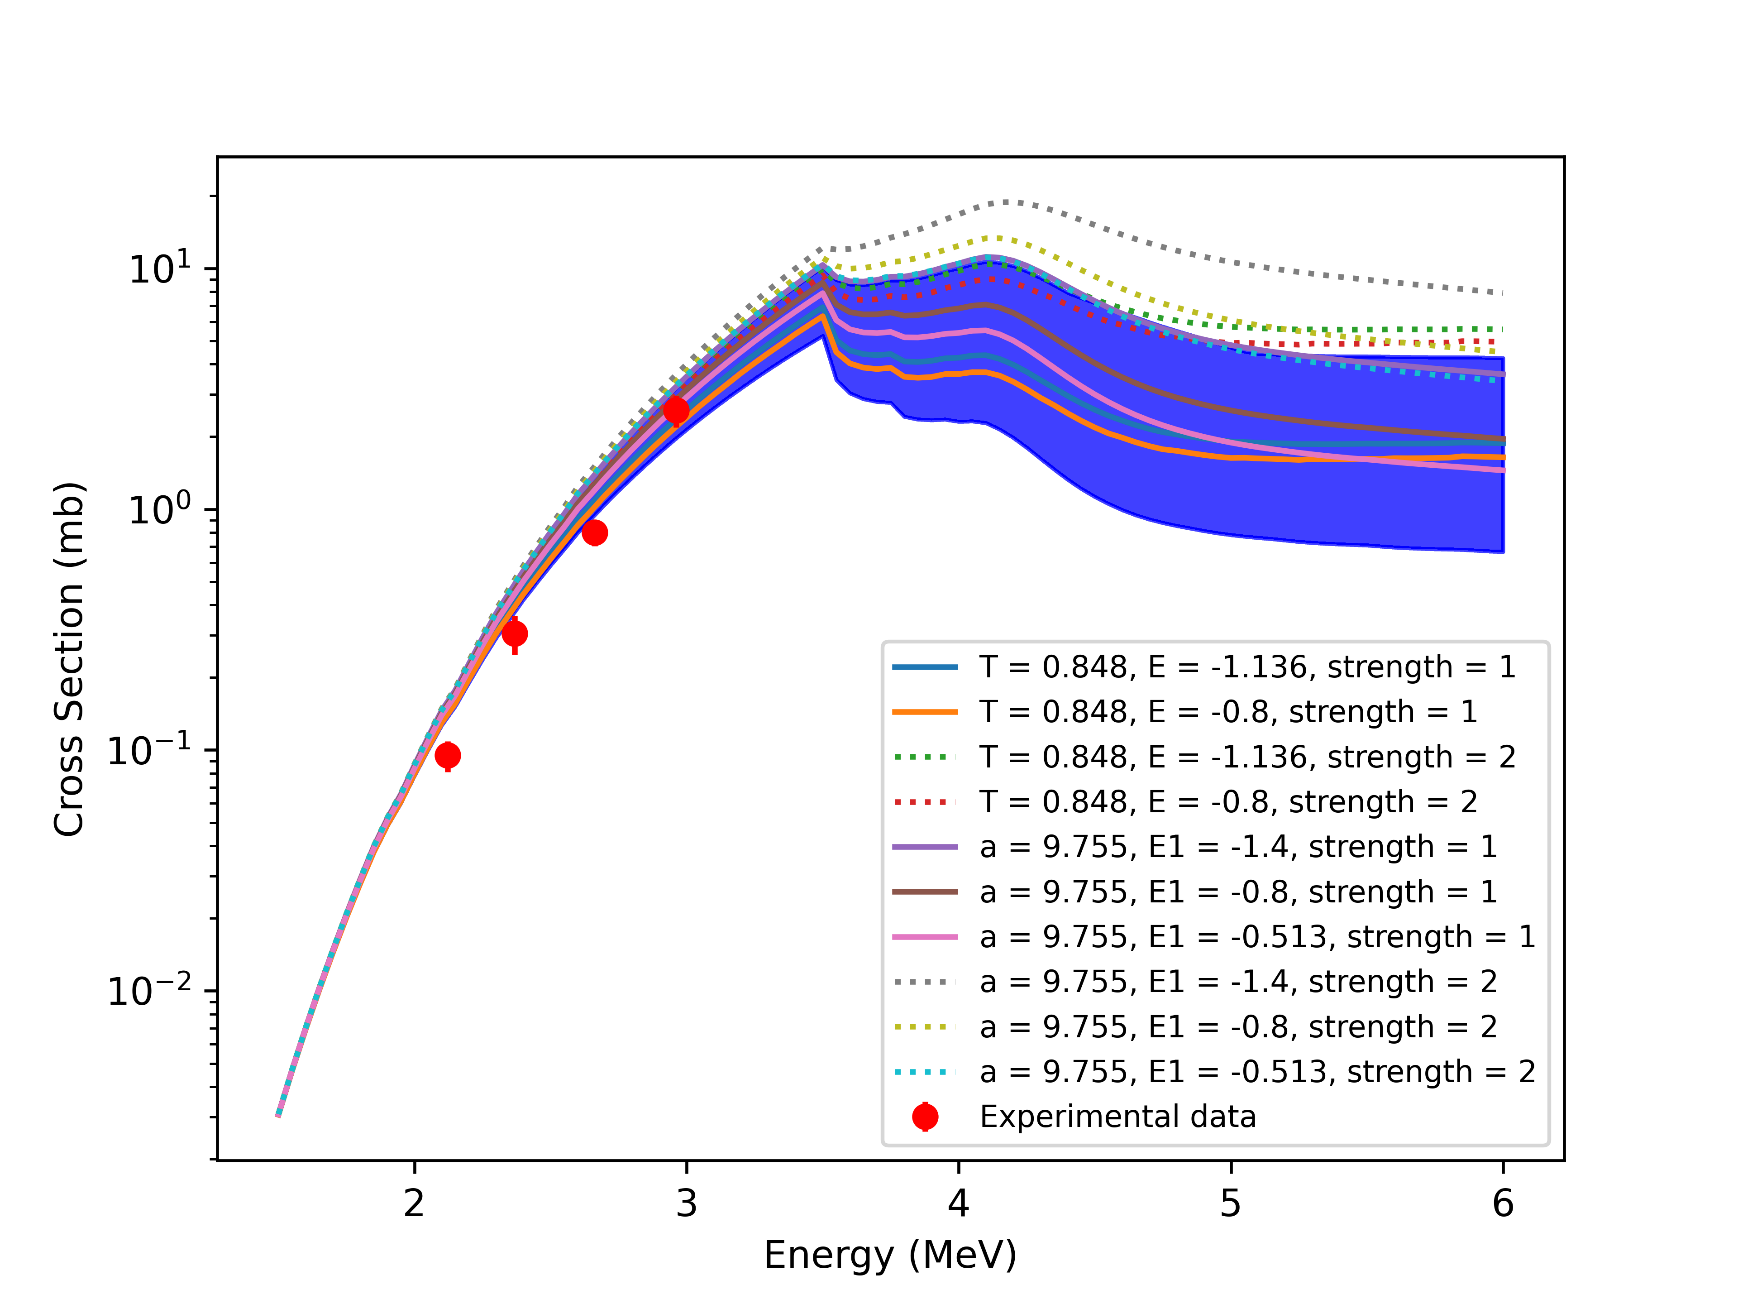 10¹
10⁰
10⁻¹
10⁻²
Cross Section (mb)
T = 0.848, E = -1.136, strength = 1
T = 0.848, E = -0.8, strength = 1
T = 0.848, E = -1.136, strength = 2
T = 0.848, E = -0.8, strength = 2
a = 9.755, E1 = -1.4, strength = 1
a = 9.755, E1 = -0.8, strength = 1
a = 9.755, E1 = -0.513, strength = 1
a = 9.755, E1 = -1.4, strength = 2
a = 9.755, E1 = -0.8, strength = 2
a = 9.755, E1 = -0.513, strength = 2
Experimental data
2 3 4 5 6
Energy (MeV)